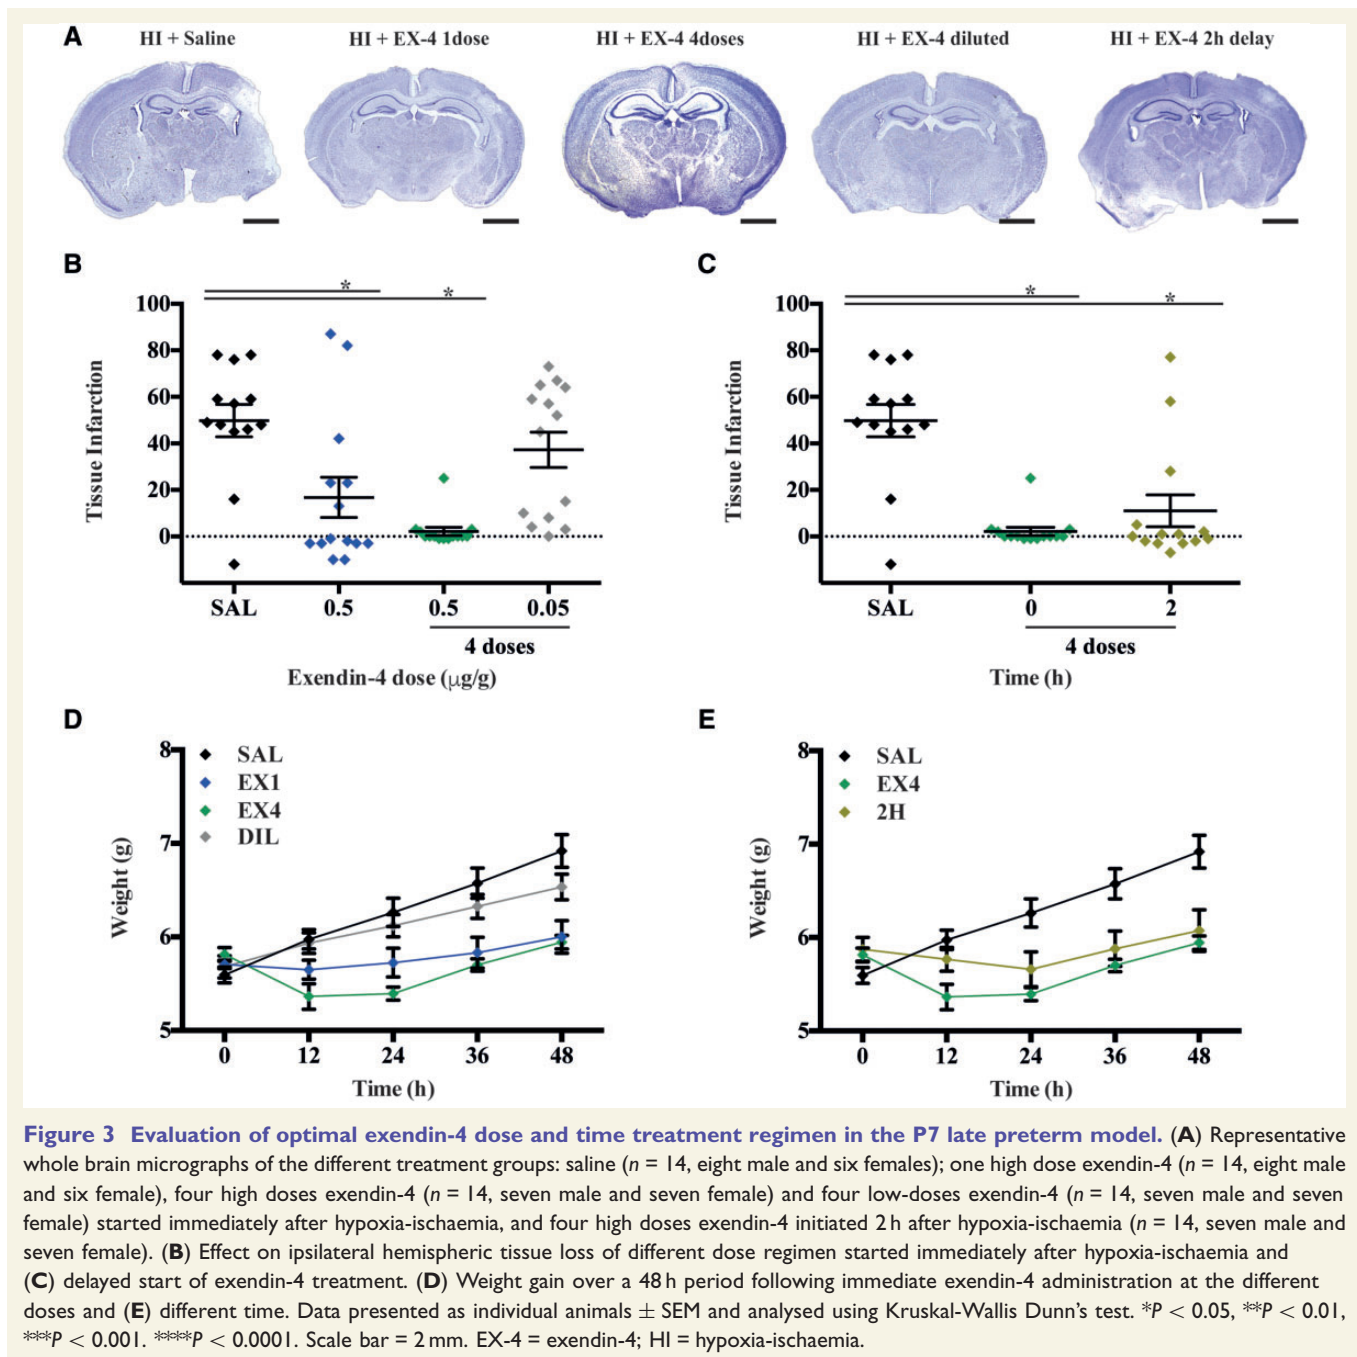 A
HI + Saline
HI + EX-4 1dose
HI + EX-4 4doses
HI + EX-4 diluted
HI + EX-4 2h delay
B
*
*
100
80
60
40
20
0
Tissue Infarction
SAL
0.5
0.5
0.05
4 doses
Exendin-4 dose (μg/g)
C
*
*
100
80
60
40
20
0
Tissue Infarction
SAL
0
2
4 doses
Time (h)
D
8
7
6
5
Weight (g)
SAL
EX1
EX4
DIL
0
12
24
36
48
Time (h)
E
8
7
6
5
Weight (g)
SAL
EX4
2H
0
12
24
36
48
Time (h)
Figure 3 Evaluation of optimal exendin-4 dose and time treatment regimen in the P7 late preterm model. (A) Representative
whole brain micrographs of the different treatment groups: saline (n = 14, eight male and six females); one high dose exendin-4 (n = 14, eight male
and six female), four high doses exendin-4 (n = 14, seven male and seven female) and four low-doses exendin-4 (n = 14, seven male and seven
female) started immediately after hypoxia-ischaemia, and four high doses exendin-4 initiated 2 h after hypoxia-ischaemia (n = 14, seven male and
seven female). (B) Effect on ipsilateral hemispheric tissue loss of different dose regimen started immediately after hypoxia-ischaemia and
(C) delayed start of exendin-4 treatment. (D) Weight gain over a 48 h period following immediate exendin-4 administration at the different
doses and (E) different time. Data presented as individual animals ± SEM and analysed using Kruskal-Wallis Dunn's test. *P < 0.05, **P < 0.01,
***P < 0.001. ****P < 0.0001. Scale bar = 2 mm. EX-4 = exendin-4; HI = hypoxia-ischaemia.